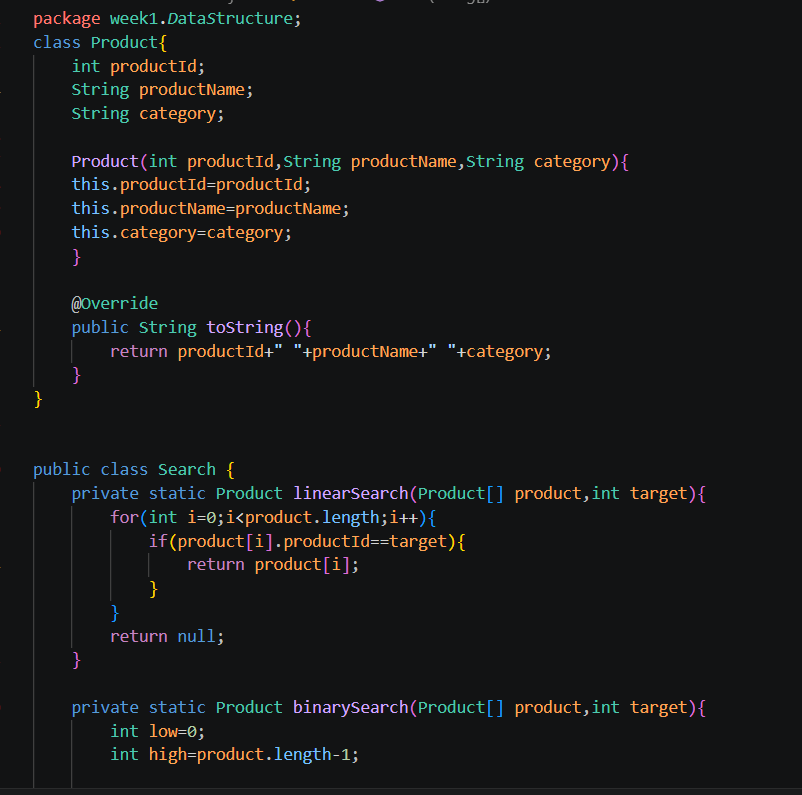 package week1.DataStructure;
class Product{
    int productId;
    String productName;
    String category;

    Product(int productId,String productName,String category){
    this.productId=productId;
    this.productName=productName;
    this.category=category;
    }

    @Override
    public String toString(){
        return productId+" "+productName+" "+category;
    }
}


public class Search {
    private static Product linearSearch(Product[] product,int target){
        for(int i=0;i<product.length;i++){
            if(product[i].productId==target){
                return product[i];
            }
        }
        return null;
    }

    private static Product binarySearch(Product[] product,int target){
        int low=0;
        int high=product.length-1;